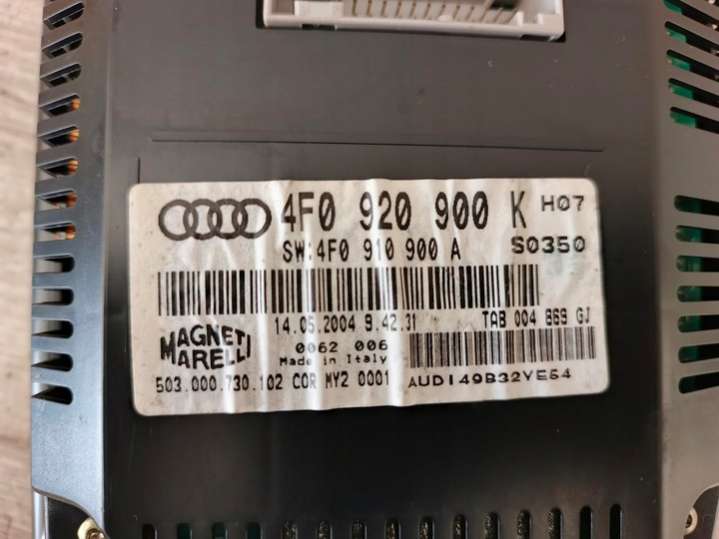 4F0 920 900 K H07
SW:4F0 910 900 A S0350
14.05.2004 9.42.31 TAB 004 869 GJ
MAGNETI MARELLI
0062 006
Made in Italy
503.000.730.102 COR MY2 0001 AUDI49B32YE54